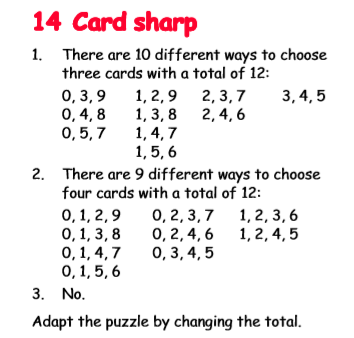 14 Card sharp
1. There are 10 different ways to choose
three cards with a total of 12:
0, 3, 9 1, 2, 9 2, 3, 7 3, 4, 5
0, 4, 8 1, 3, 8 2, 4, 6
0, 5, 7 1, 4, 7
1, 5, 6
2. There are 9 different ways to choose
four cards with a total of 12:
0, 1, 2, 9 0, 2, 3, 7 1, 2, 3, 6
0, 1, 3, 8 0, 2, 4, 6 1, 2, 4, 5
0, 1, 4, 7 0, 3, 4, 5
0, 1, 5, 6
3. No.
Adapt the puzzle by changing the total.